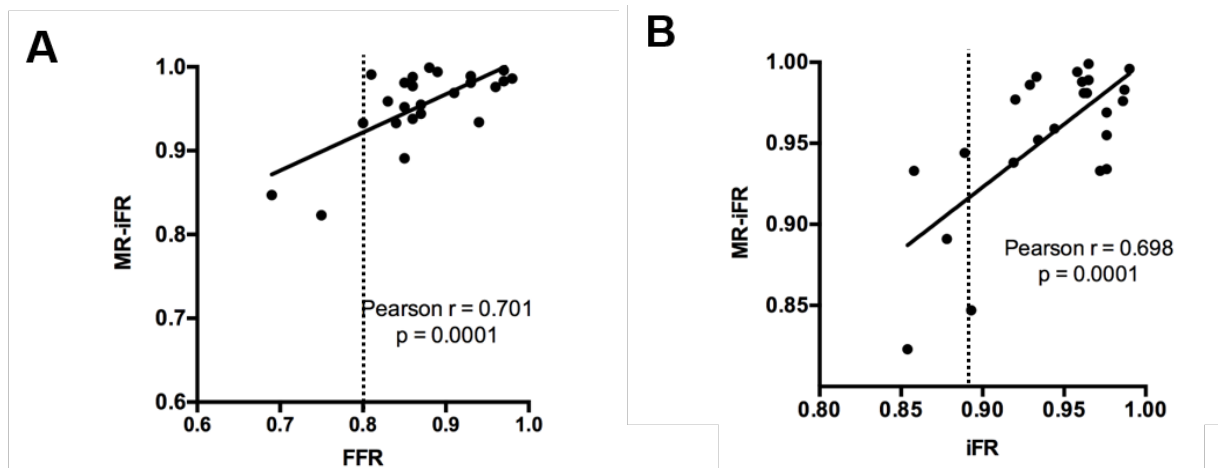 A
1.0
0.9
0.8
0.7
0.6
MR-iFR
Pearson r = 0.701
p = 0.0001
0.6
0.7
0.8
0.9
1.0
FFR
B
1.00
0.95
0.90
0.85
MR-iFR
Pearson r = 0.698
p = 0.0001
0.80
0.85
0.90
0.95
1.00
iFR